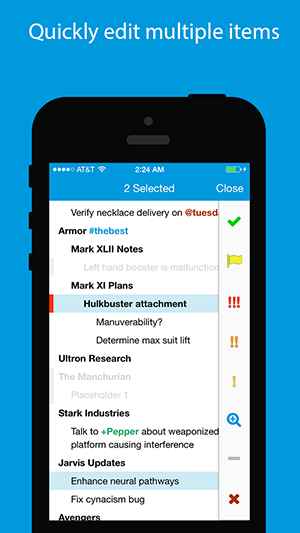 Quickly edit multiple items
AT&T 2:24 AM
2 Selected Close
Verify necklace delivery on @tuesda
Armor #thebest
Mark XLII Notes
Left hand booster is malfunction
Mark XI Plans
Hulkbuster attachment
Manuverability?
Determine max suit lift
Ultron Research
The Manchurian
Placeholder 1
Stark Industries
Talk to +Pepper about weaponized
platform causing interference
Jarvis Updates
Enhance neural pathways
Fix cynacism bug
Avengers